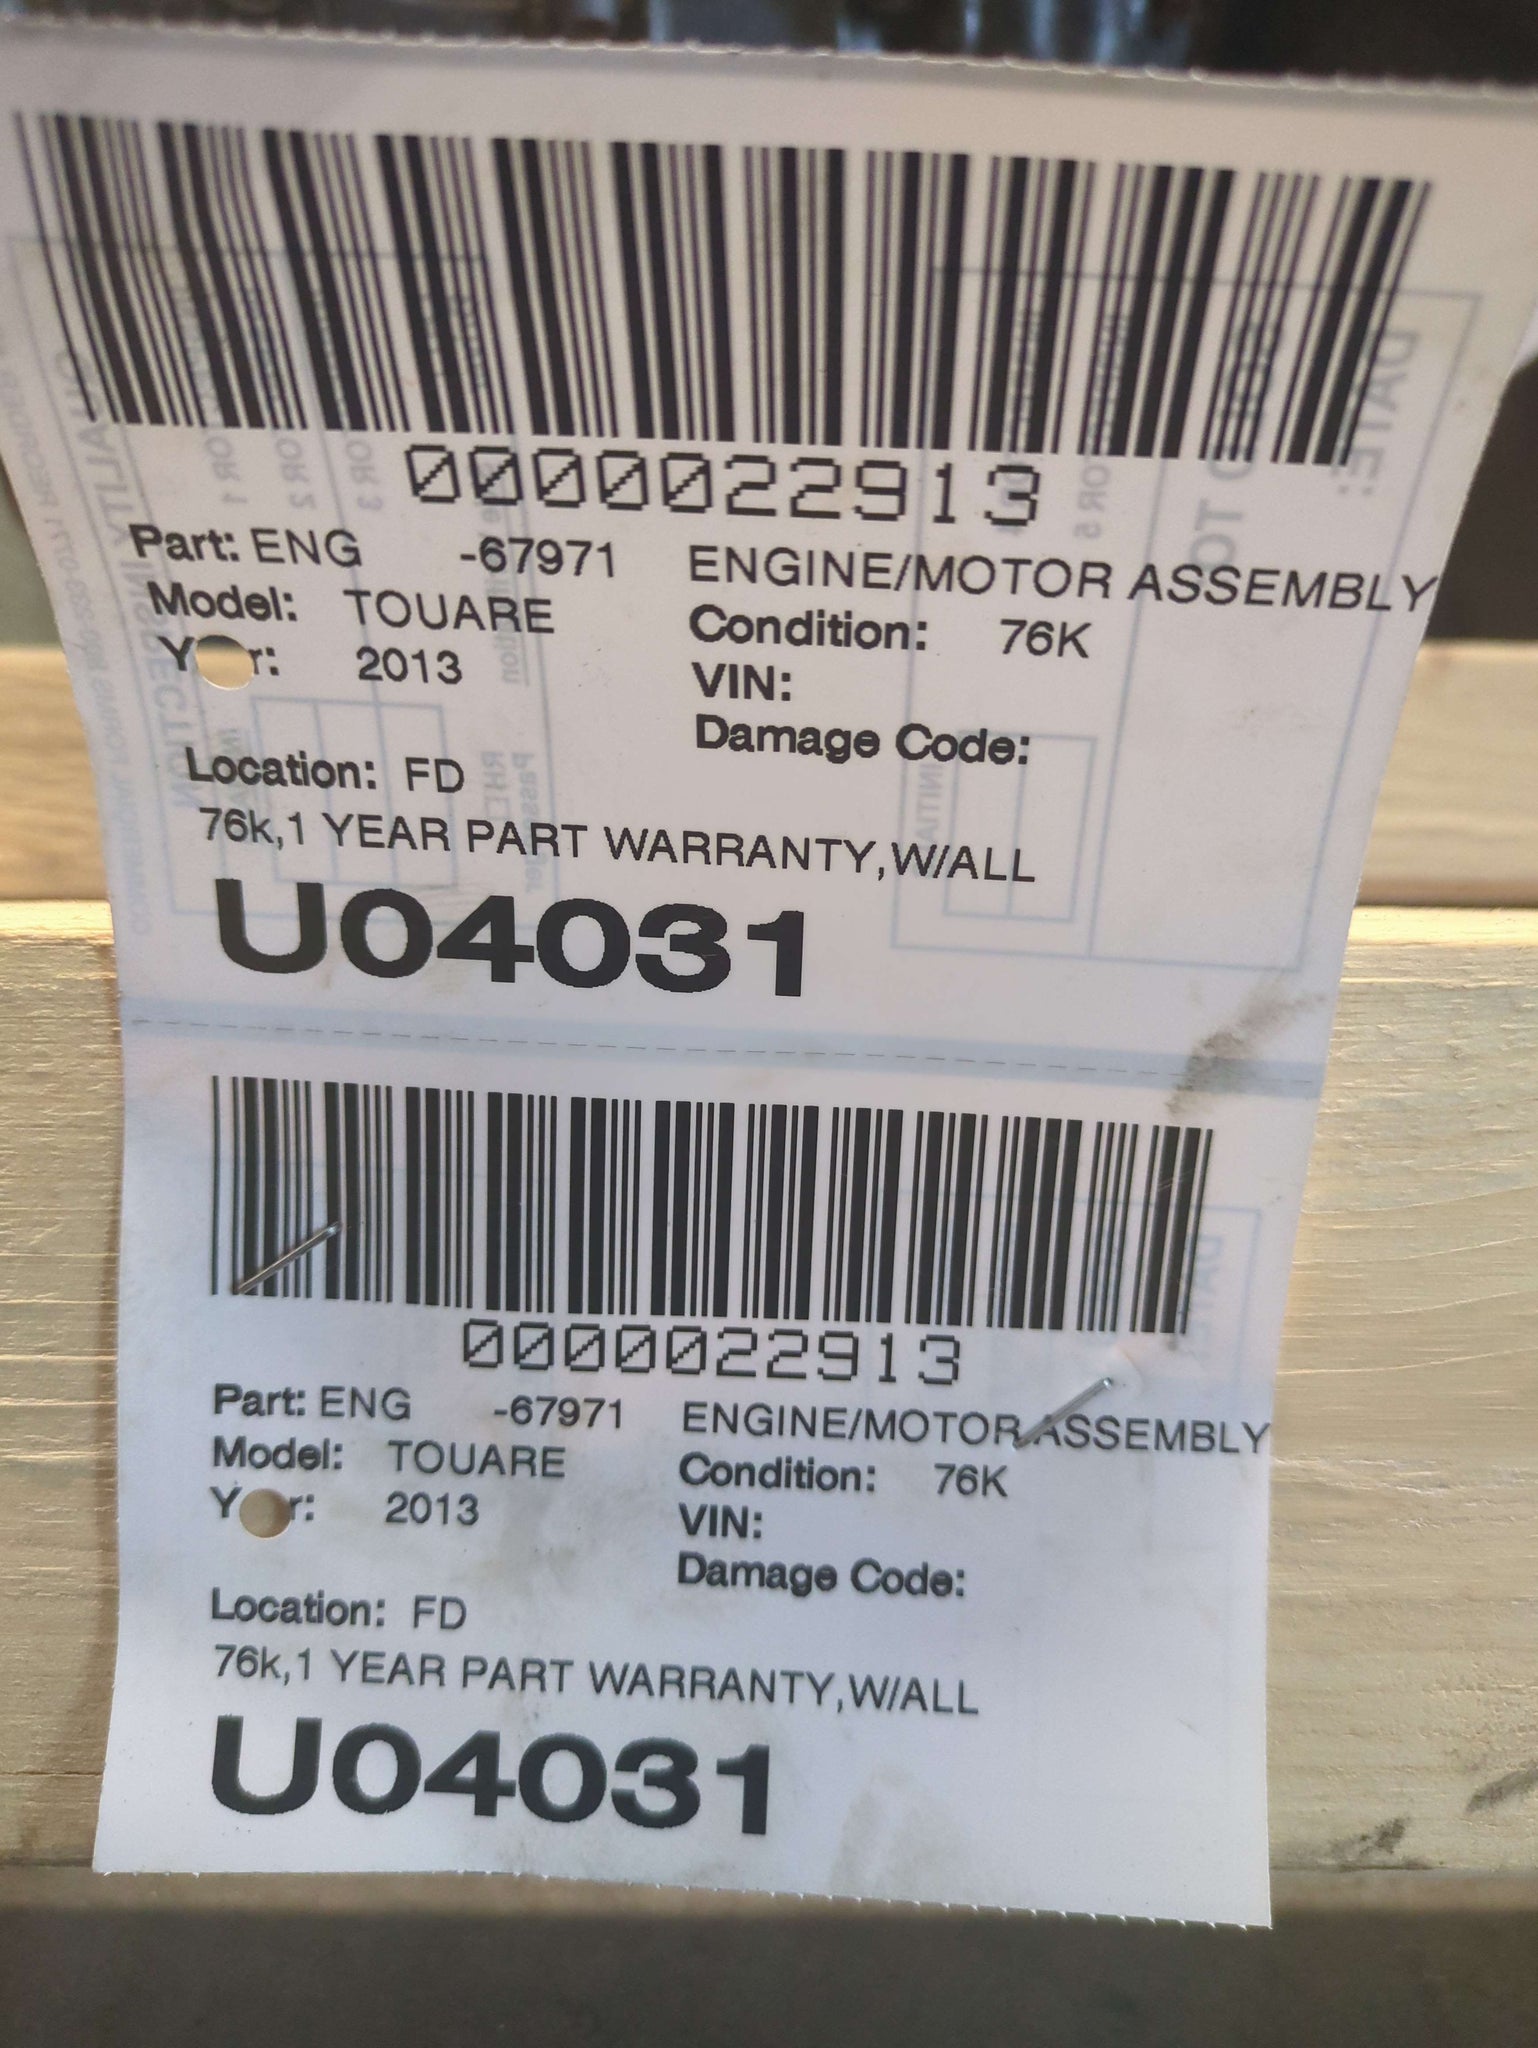 0000022913
Part: ENG -67971 ENGINE/MOTOR ASSEMBLY
Model: TOUARE Condition: 76K
Y r: 2013 VIN:
Damage Code:
Location: FD
76k,1 YEAR PART WARRANTY,W/ALL
U04031
0000022913
Part: ENG -67971 ENGINE/MOTOR ASSEMBLY
Model: TOUARE Condition: 76K
Y r: 2013 VIN:
Damage Code:
Location: FD
76k,1 YEAR PART WARRANTY,W/ALL
U04031